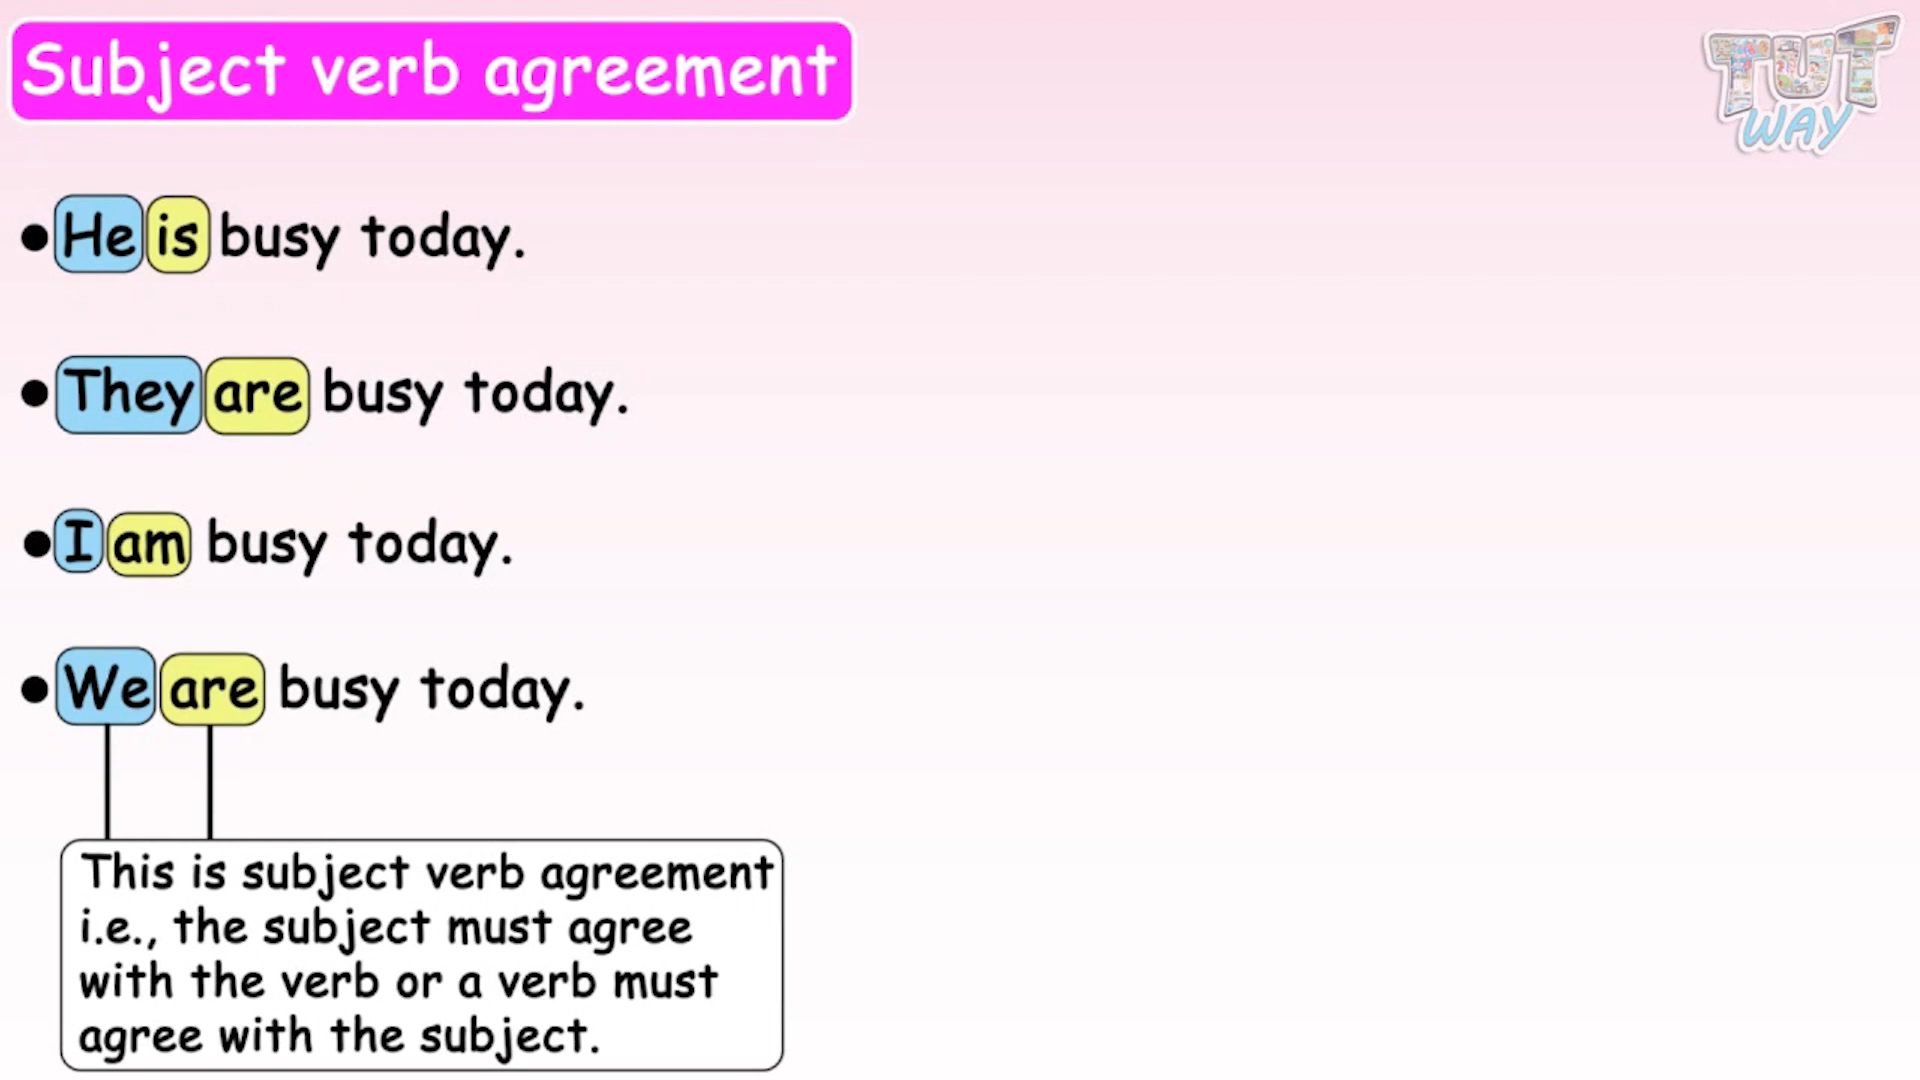 Subject verb agreement
TUT
WAY
•He is busy today.
•They are busy today.
•I am busy today.
•We are busy today.
This is subject verb agreement
i.e., the subject must agree
with the verb or a verb must
agree with the subject.